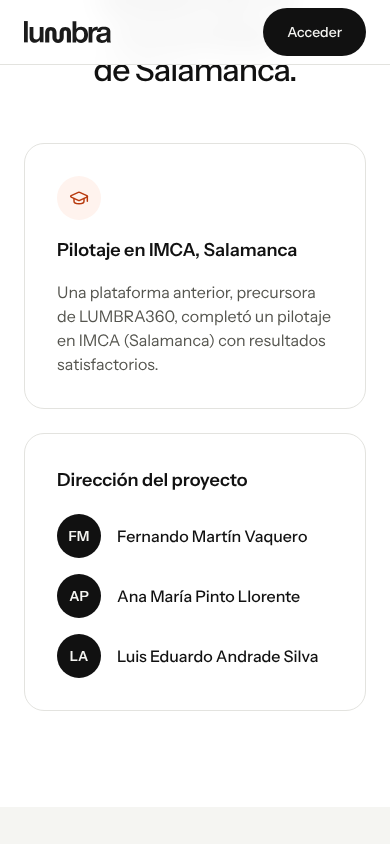 lumbra
Acceder
de Salamanca.
Pilotaje en IMCA, Salamanca
Una plataforma anterior, precursora
de LUMBRA360, completó un pilotaje
en IMCA (Salamanca) con resultados
satisfactorios.
Dirección del proyecto
FM
Fernando Martín Vaquero
AP
Ana María Pinto Llorente
LA
Luis Eduardo Andrade Silva